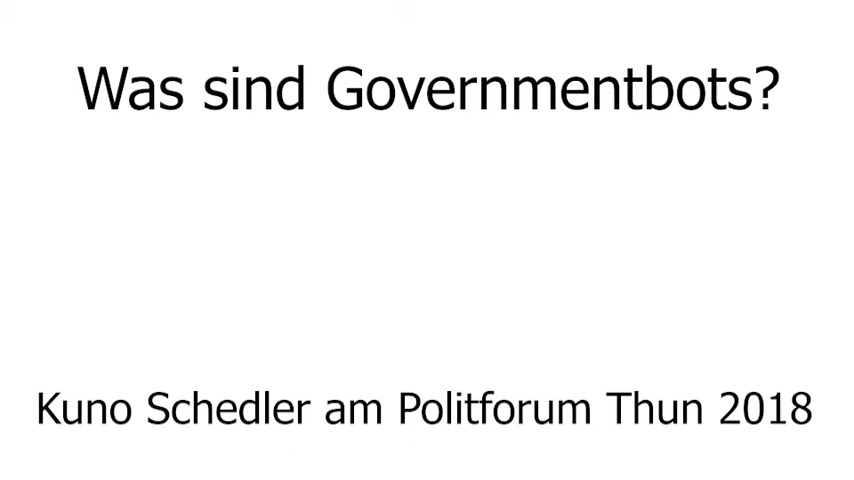 Was sind Governmentbots?
Kuno Schedler am Politforum Thun 2018